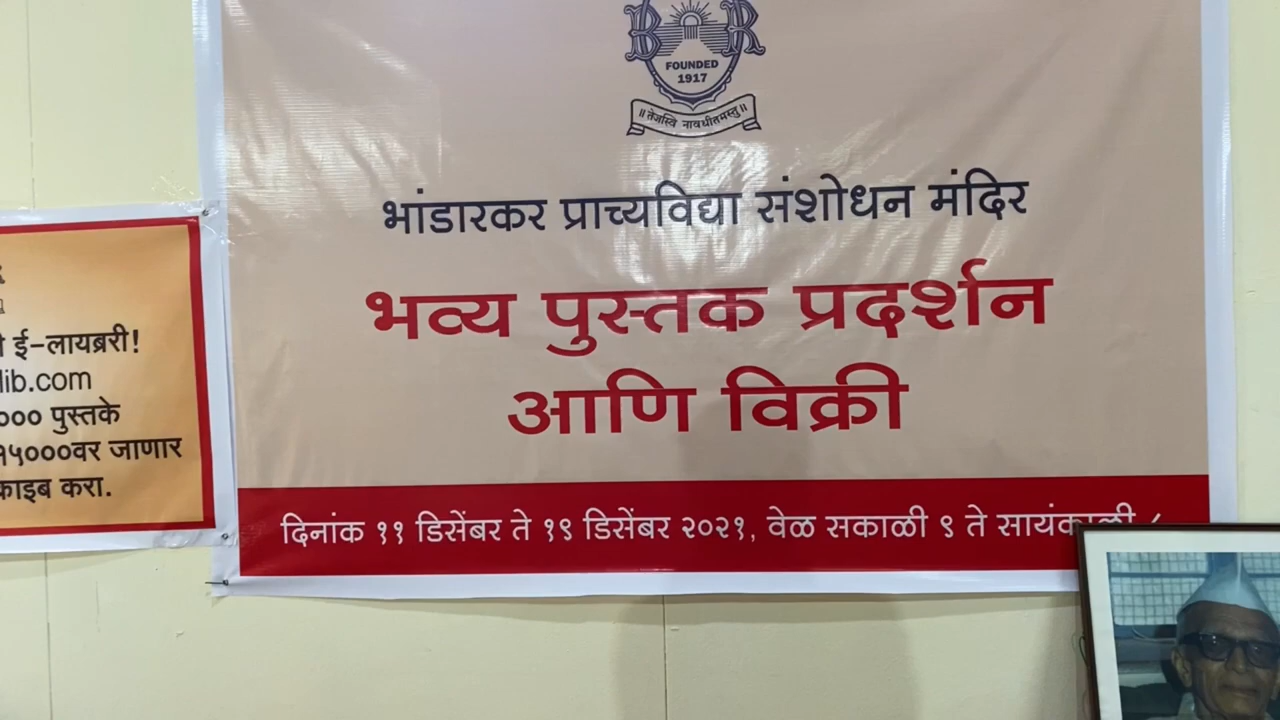 B R
FOUNDED
1917
॥ तेजस्वि नावधीतमस्तु ॥
भांडारकर प्राच्यविद्या संशोधन मंदिर
भव्य पुस्तक प्रदर्शन
आणि विक्री
दिनांक ११ डिसेंबर ते १९ डिसेंबर २०२१, वेळ सकाळी ९ ते सायंकाळी
ई-लायब्ररी!
lib.com
००० पुस्तके
१५०००वर जाणार
काइब करा.